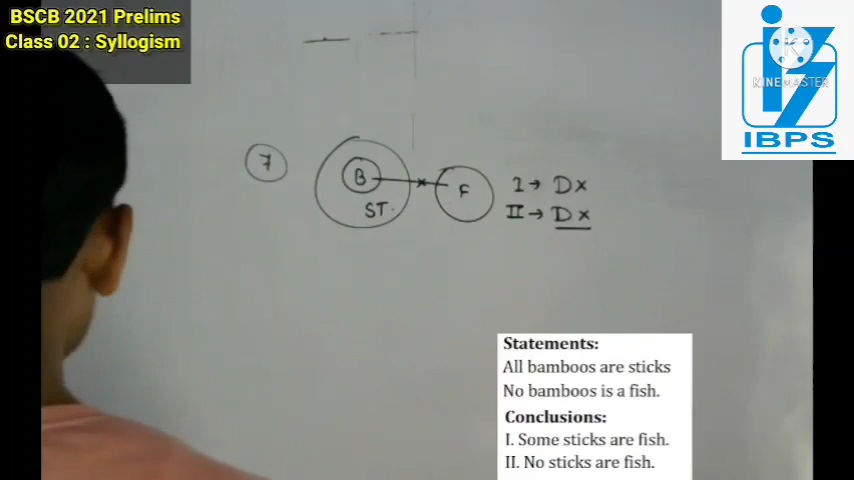 BSCB 2021 Prelims
Class 02 : Syllogism
KINEMASTER
IBPS
7
B
ST.
F
I → D×
II → D×
Statements:
All bamboos are sticks
No bamboos is a fish.
Conclusions:
I. Some sticks are fish.
II. No sticks are fish.